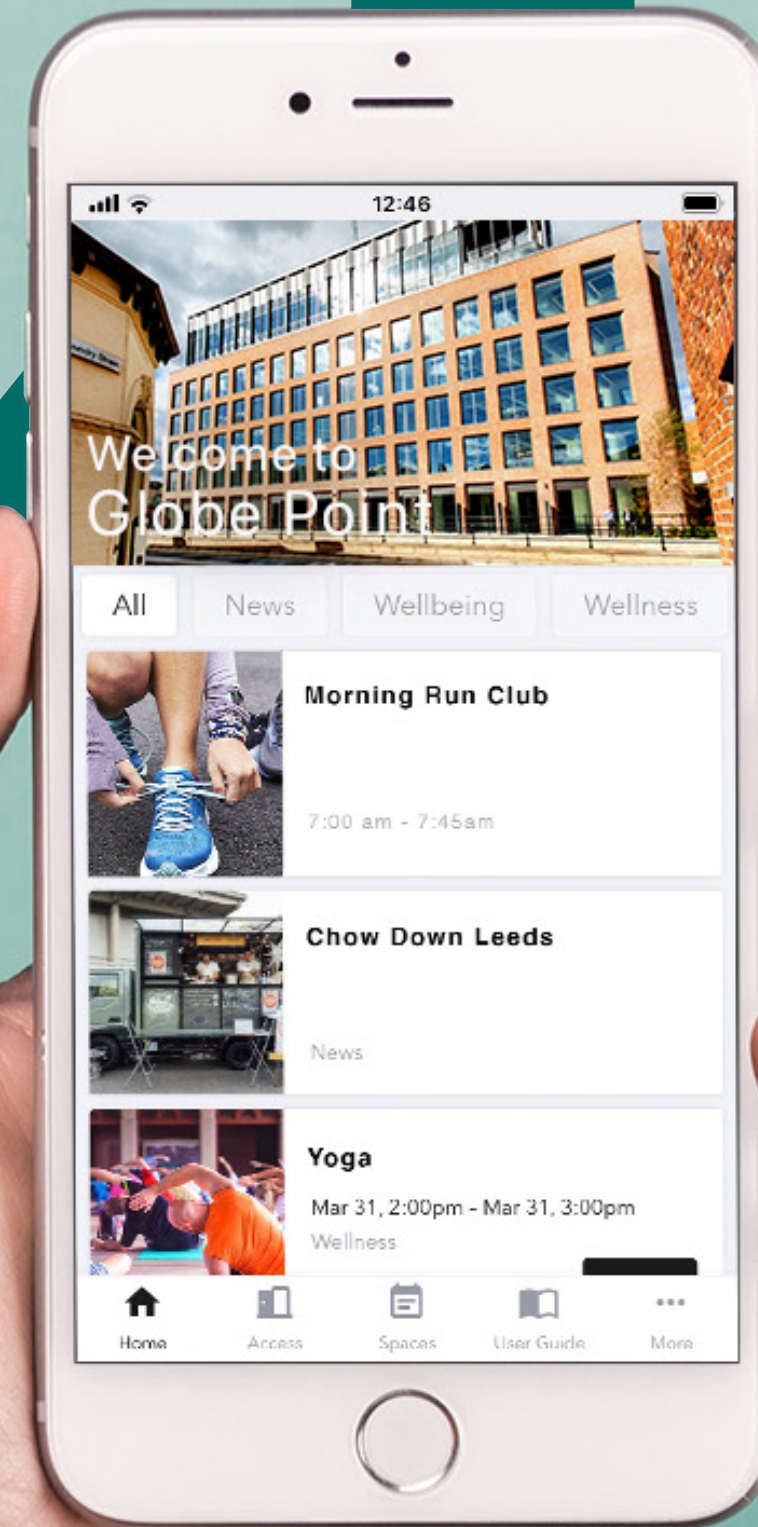 12:46
Welcome to
Globe Point
All News Wellbeing Wellness
Morning Run Club
7:00 am - 7:45am
Chow Down Leeds
News
Yoga
Mar 31, 2:00pm - Mar 31, 3:00pm
Wellness
Home Access Spaces User Guide More